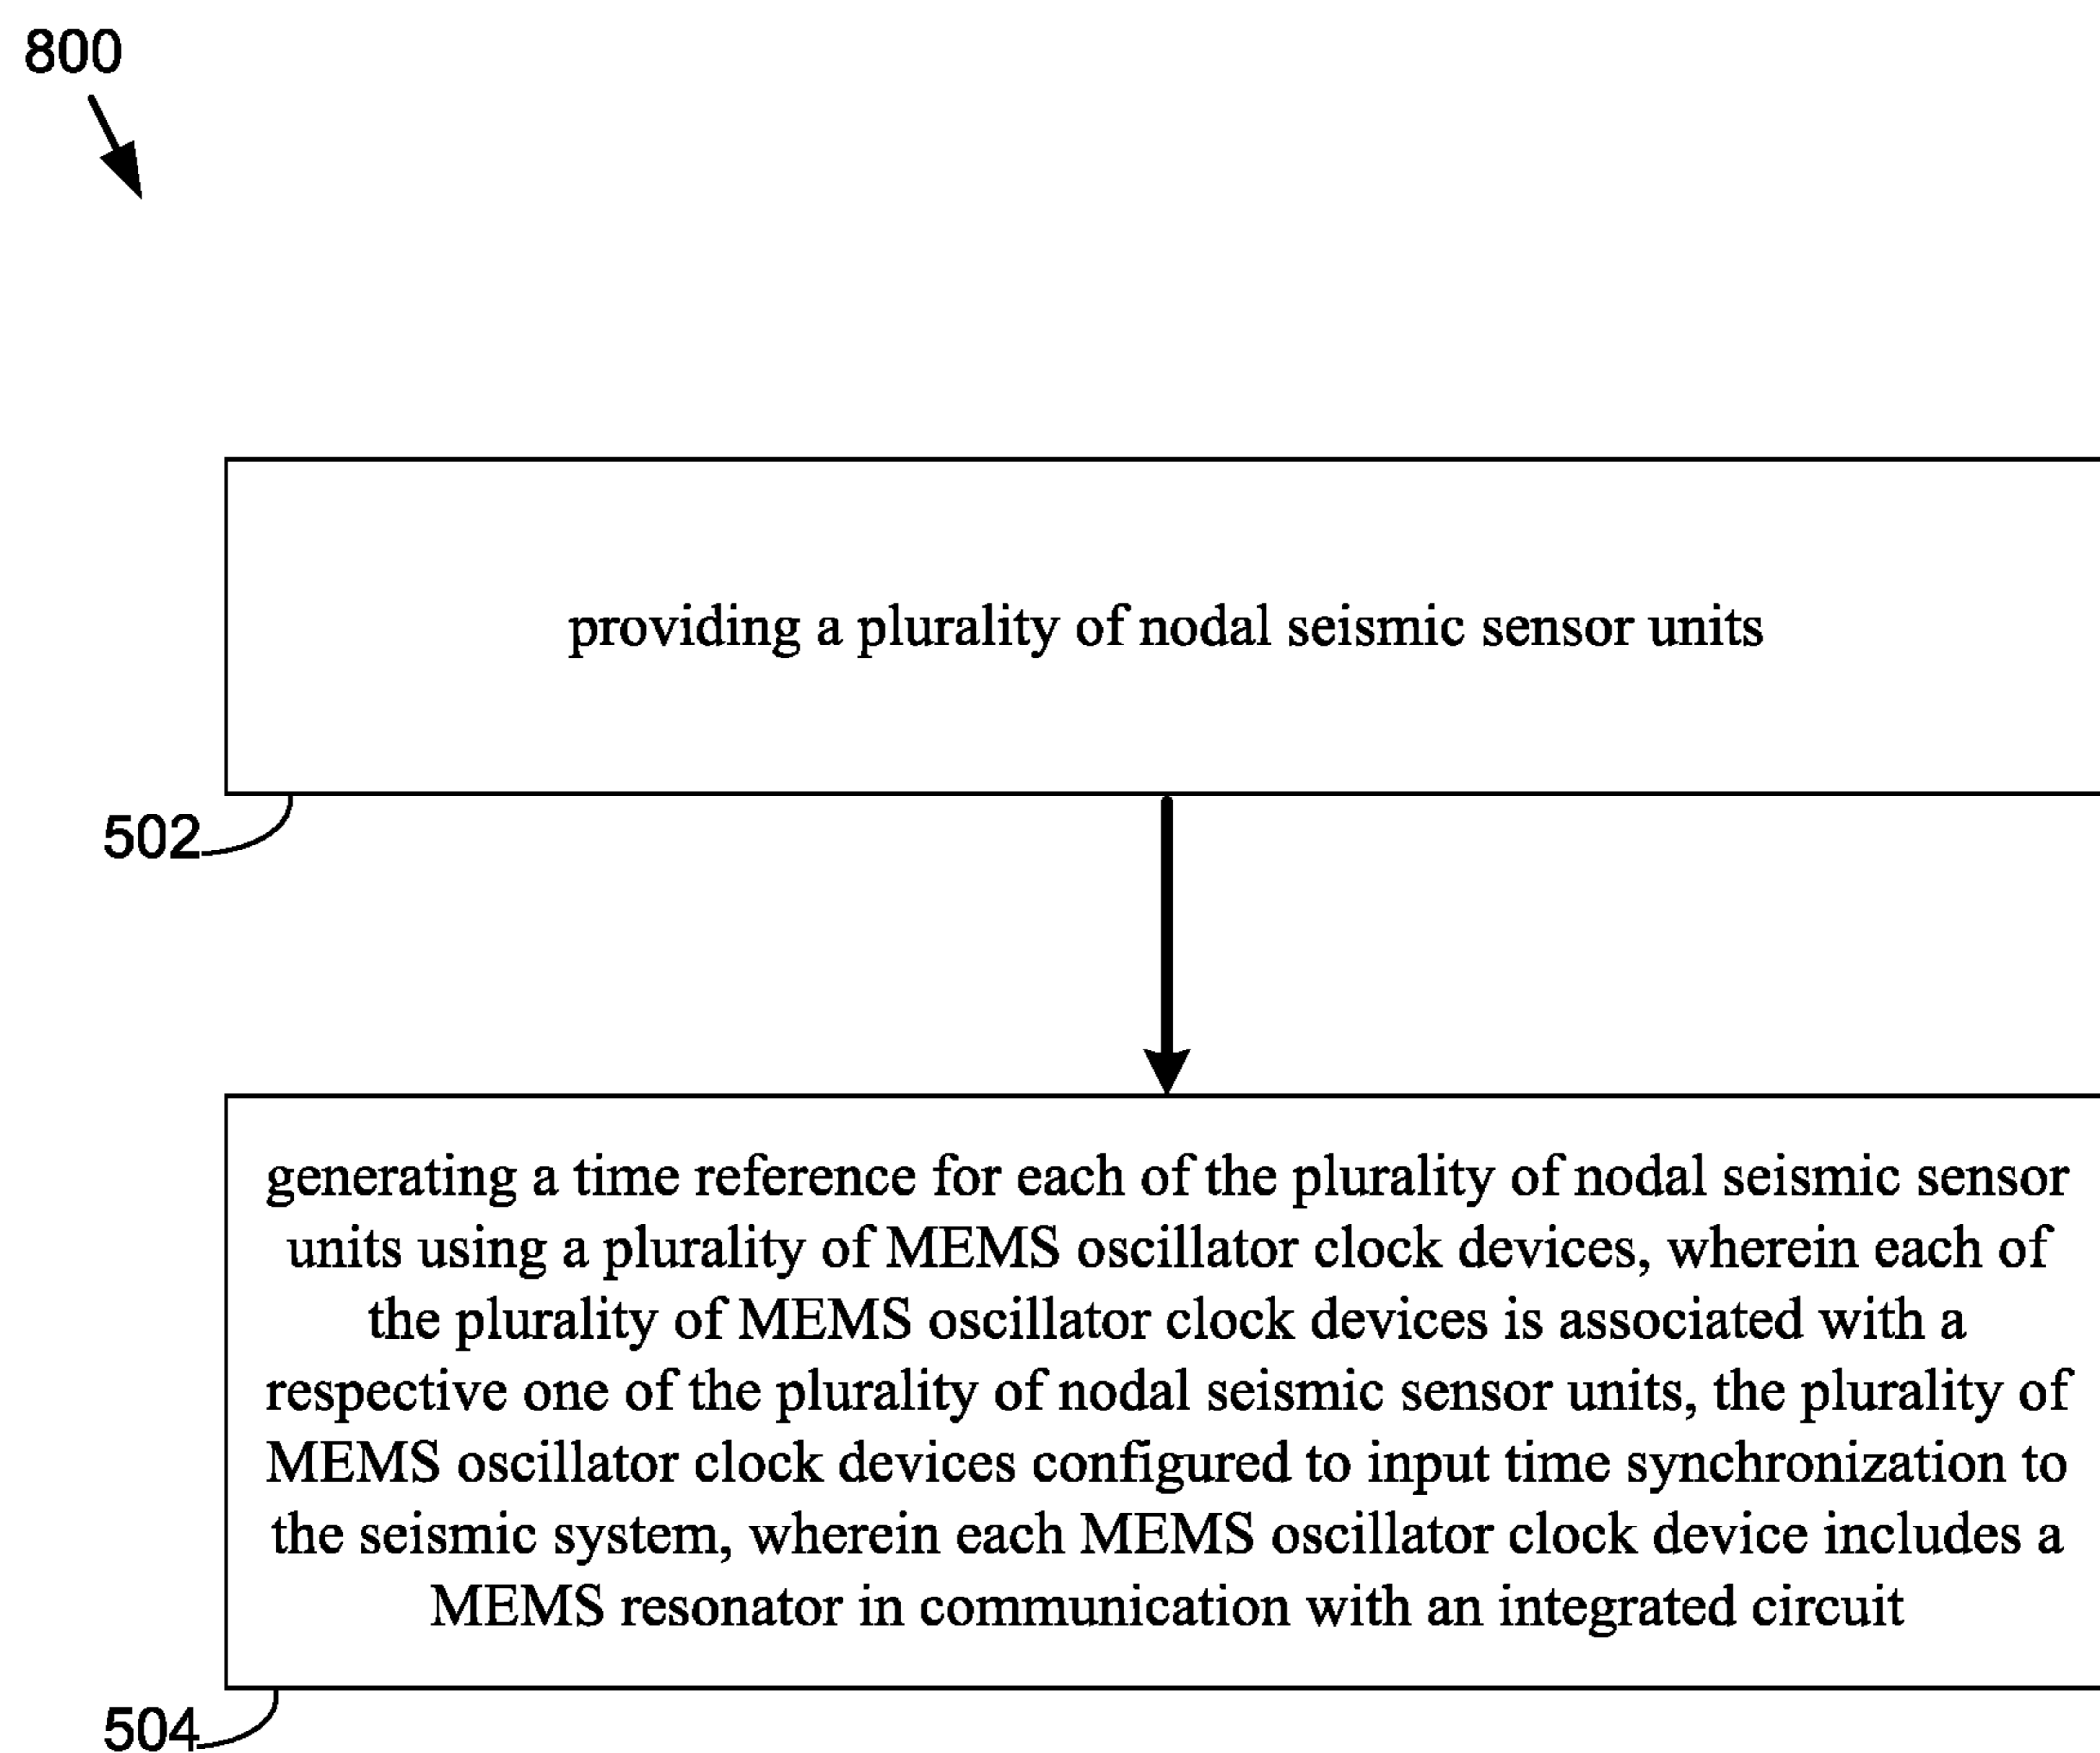 800
providing a plurality of nodal seismic sensor units
502
generating a time reference for each of the plurality of nodal seismic sensor
units using a plurality of MEMS oscillator clock devices, wherein each of
the plurality of MEMS oscillator clock devices is associated with a
respective one of the plurality of nodal seismic sensor units, the plurality of
MEMS oscillator clock devices configured to input time synchronization to
the seismic system, wherein each MEMS oscillator clock device includes a
MEMS resonator in communication with an integrated circuit
504